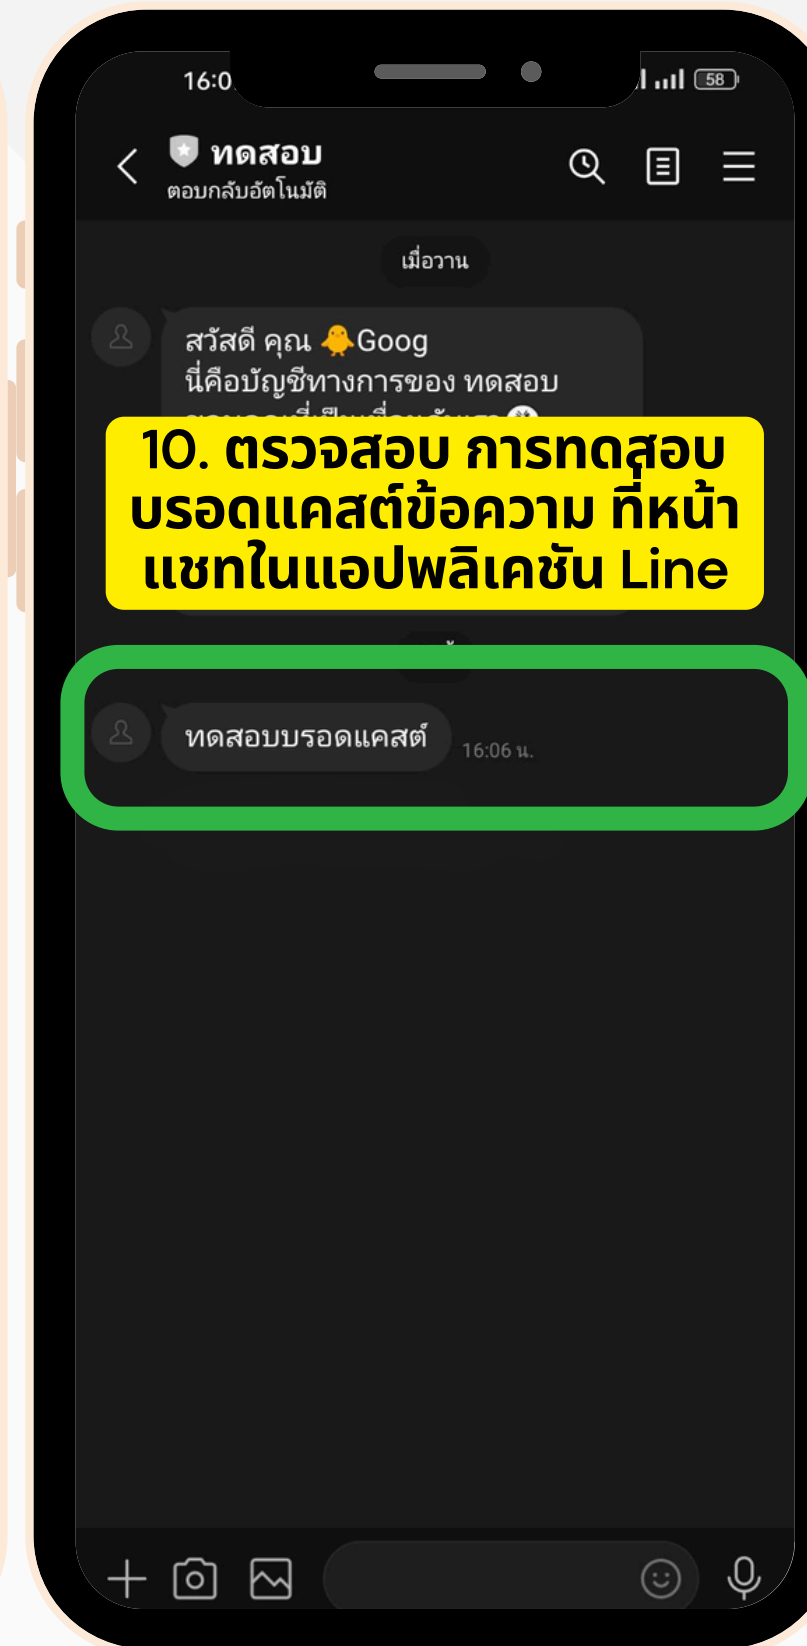 16:0
58
ทดสอบ
ตอบกลับอัตโนมัติ
เมื่อวาน
สวัสดี คุณ 🐥Goog
นี่คือบัญชีทางการของ ทดสอบ
10. ตรวจสอบ การทดสอบ
บรอดแคสต์ข้อความ ที่หน้า
แชทในแอปพลิเคชัน Line
ทดสอบบรอดแคสต์
16:06 น.